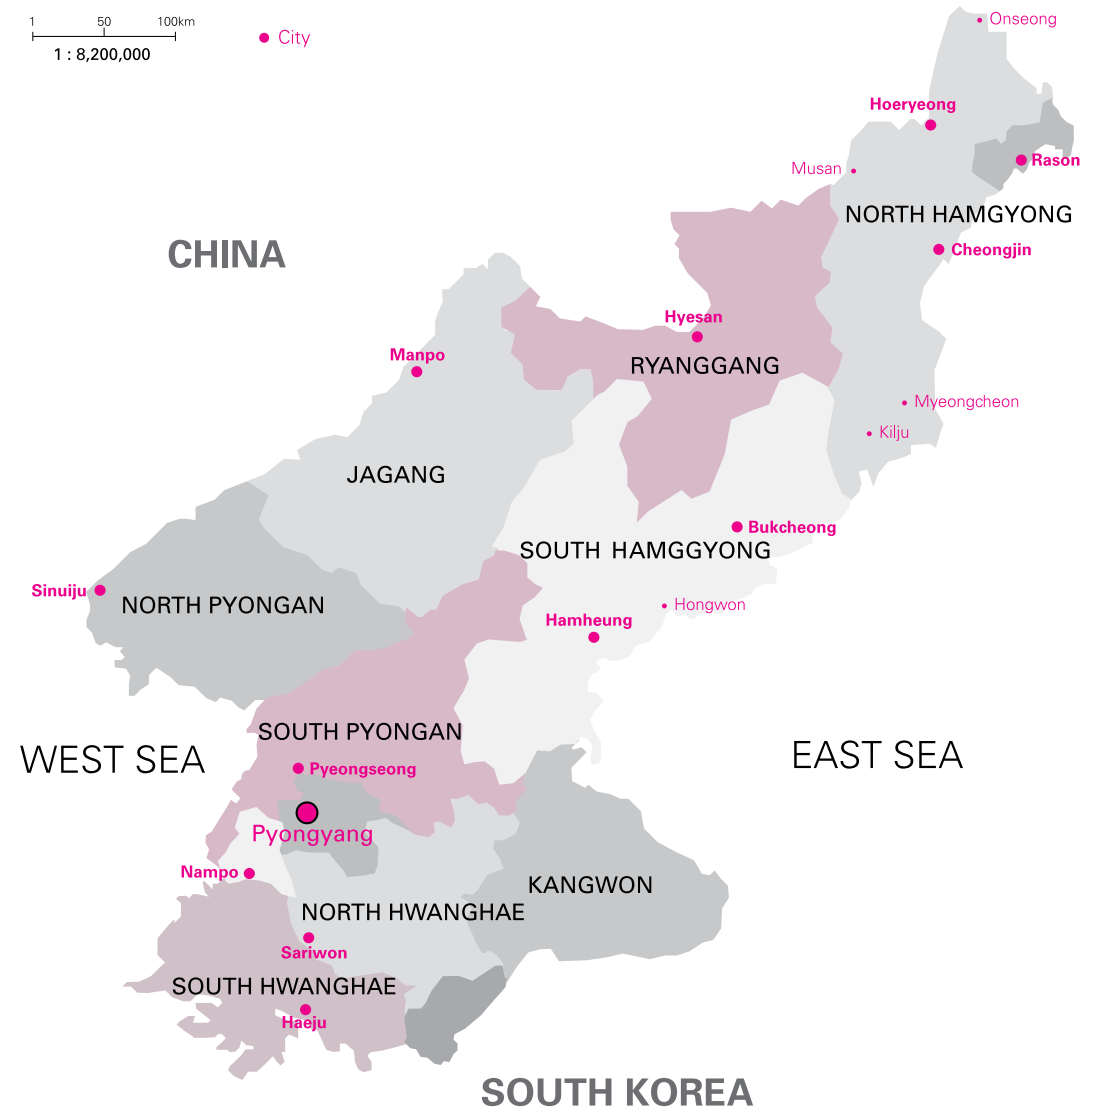 1 50 100km
1 : 8,200,000
City
Onseong
Hoeryeong
Rason
Musan
NORTH HAMGYONG
CHINA
Cheongjin
Hyesan
Manpo
RYANGGANG
Myeongcheon
Kilju
JAGANG
Bukcheong
SOUTH HAMGGYONG
Sinuiju
NORTH PYONGAN
Hongwon
Hamheung
SOUTH PYONGAN
WEST SEA
EAST SEA
Pyeongseong
Pyongyang
Nampo
KANGWON
NORTH HWANGHAE
Sariwon
SOUTH HWANGHAE
Haeju
SOUTH KOREA